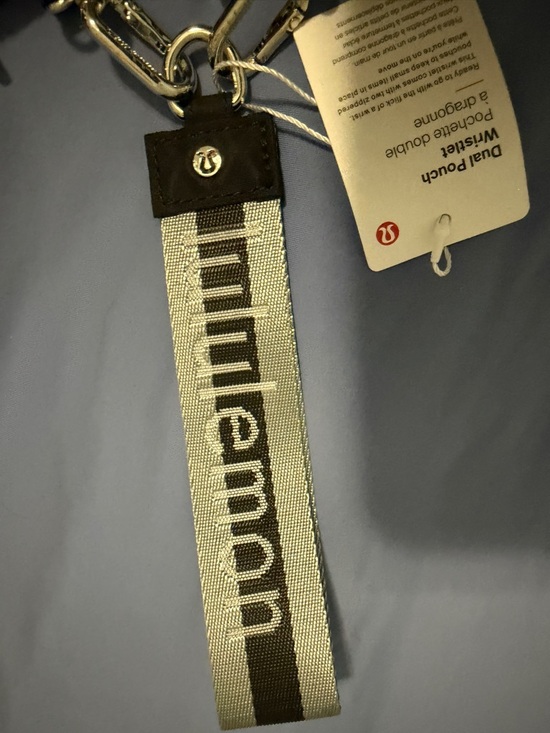 lululemon
Dual Pouch
Wristlet
Pochette double
à dragonne
Ready to go with the flick of a wrist.
This wristlet comes with two zippered
pouches to keep small items in place
while you're on the move